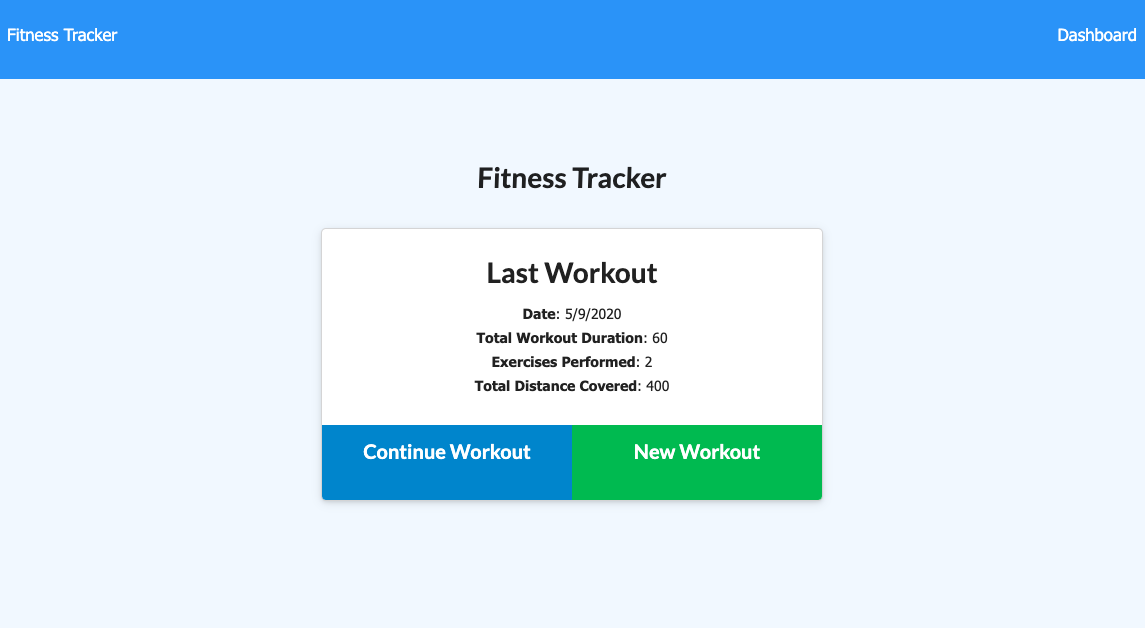 Fitness Tracker
Dashboard
Fitness Tracker
Last Workout
Date: 5/9/2020
Total Workout Duration: 60
Exercises Performed: 2
Total Distance Covered: 400
Continue Workout
New Workout